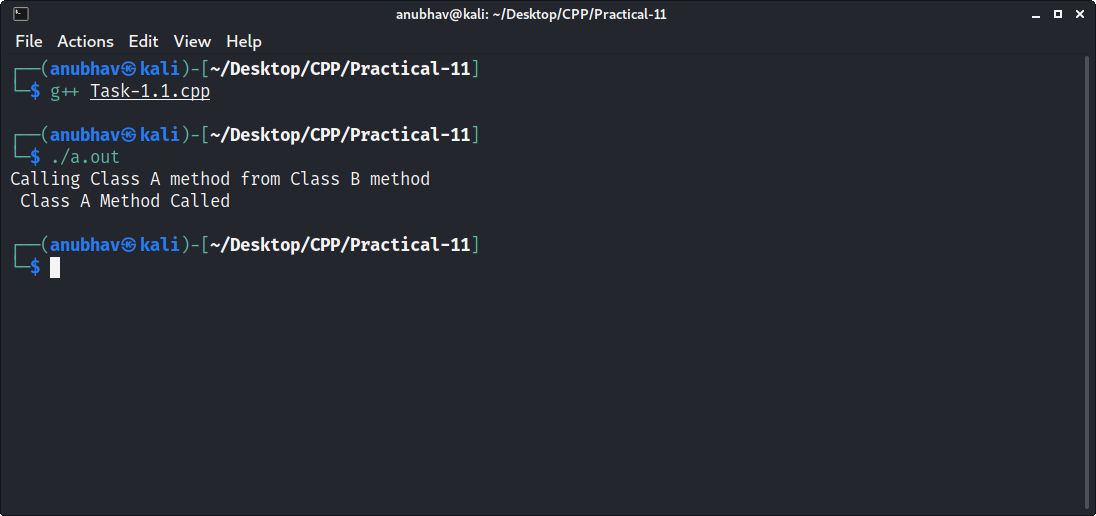 anubhav@kali: ~/Desktop/CPP/Practical-11
File Actions Edit View Help
┌──(anubhav㉿kali)-[~/Desktop/CPP/Practical-11]
└─$ g++ Task-1.1.cpp
┌──(anubhav㉿kali)-[~/Desktop/CPP/Practical-11]
└─$ ./a.out
Calling Class A method from Class B method
 Class A Method Called
┌──(anubhav㉿kali)-[~/Desktop/CPP/Practical-11]
└─$